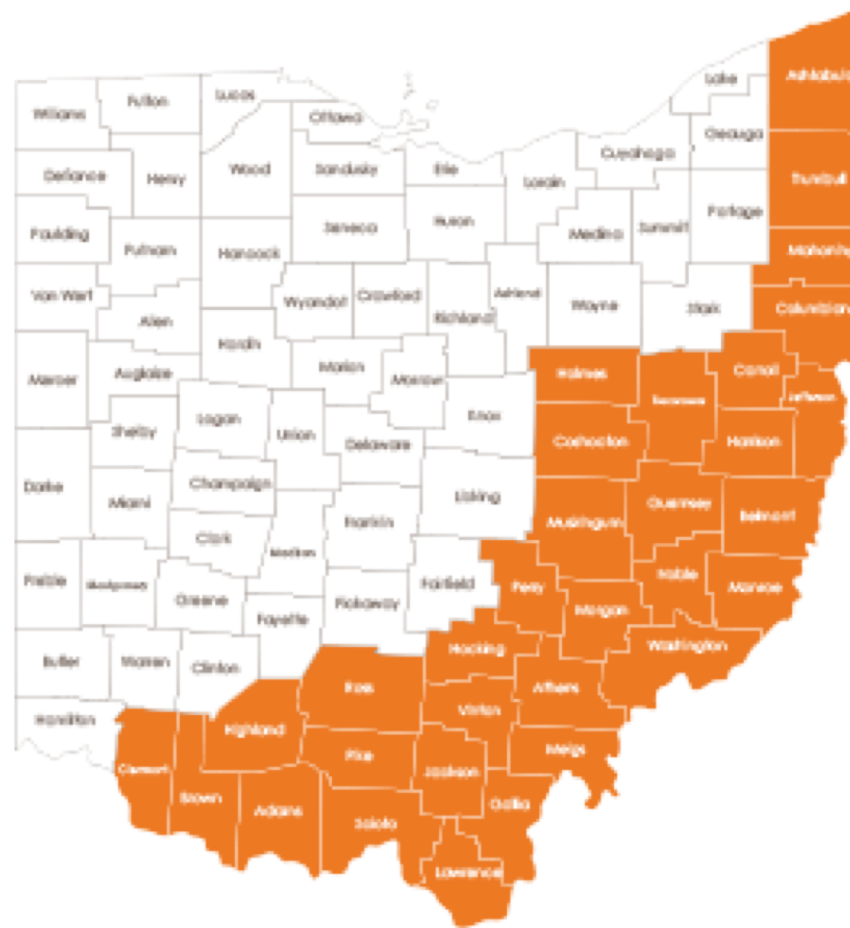 Ashtabula
Lake
Lucas
Fulton
Williams
Ottawa
Geauga
Cuyahoga
Wood
Sandusky
Erie
Lorain
Defiance
Henry
Trumbull
Portage
Huron
Seneca
Summit
Medina
Paulding
Putnam
Hancock
Mahoning
Van Wert
Wyandot
Crawford
Ashland
Wayne
Stark
Columbiana
Allen
Richland
Hardin
Marion
Auglaize
Mercer
Morrow
Holmes
Carroll
Jefferson
Tuscarawas
Knox
Logan
Union
Shelby
Delaware
Coshocton
Harrison
Darke
Champaign
Miami
Licking
Guernsey
Belmont
Franklin
Muskingum
Clark
Madison
Preble
Montgomery
Fairfield
Perry
Noble
Monroe
Greene
Pickaway
Morgan
Fayette
Washington
Hocking
Butler
Warren
Clinton
Ross
Athens
Vinton
Hamilton
Highland
Meigs
Pike
Jackson
Clermont
Brown
Adams
Gallia
Scioto
Lawrence